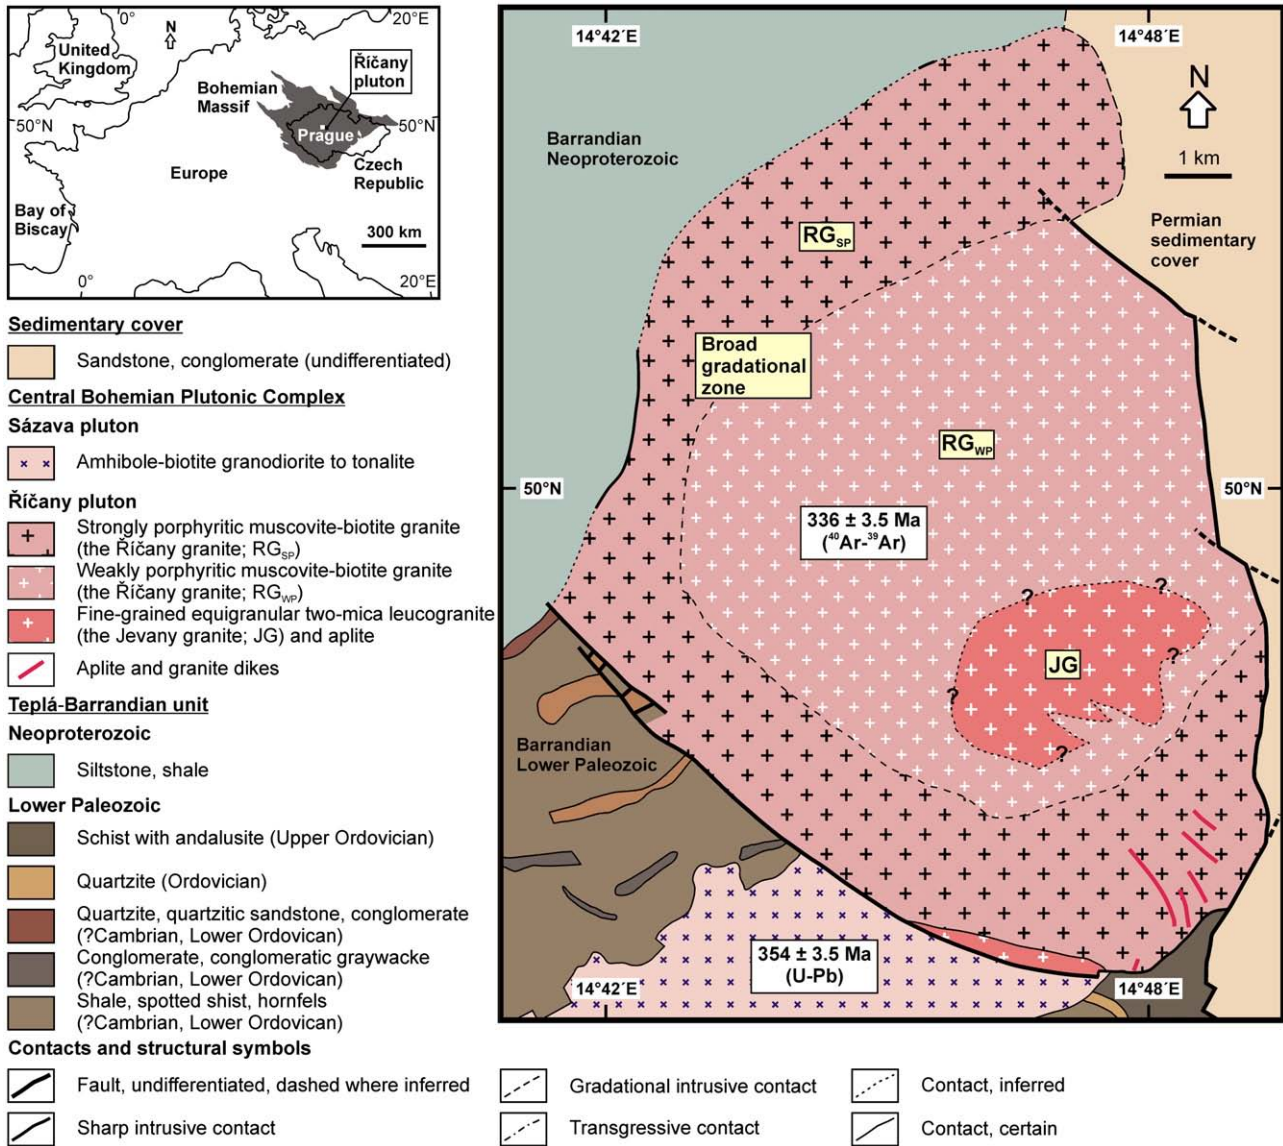 0°
20°E
N
United
Kingdom
Říčany
pluton
Bohemian
Massif
50°N
50°N
Prague
Czech
Republic
Europe
Bay of
Biscay
300 km
0°
20°E
Sedimentary cover
Sandstone, conglomerate (undifferentiated)
Central Bohemian Plutonic Complex
Sázava pluton
Amhibole-biotite granodiorite to tonalite
Říčany pluton
Strongly porphyritic muscovite-biotite granite
(the Říčany granite; RGSP)
Weakly porphyritic muscovite-biotite granite
(the Říčany granite; RGWP)
Fine-grained equigranular two-mica leucogranite
(the Jevany granite; JG) and aplite
Aplite and granite dikes
Teplá-Barrandian unit
Neoproterozoic
Siltstone, shale
Lower Paleozoic
Schist with andalusite (Upper Ordovician)
Quartzite (Ordovician)
Quartzite, quartzitic sandstone, conglomerate
(?Cambrian, Lower Ordovican)
Conglomerate, conglomeratic graywacke
(?Cambrian, Lower Ordovican)
Shale, spotted shist, hornfels
(?Cambrian, Lower Ordovican)
Contacts and structural symbols
Fault, undifferentiated, dashed where inferred
Sharp intrusive contact
Gradational intrusive contact
Transgressive contact
Contact, inferred
Contact, certain
14°42´E
14°48´E
N
1 km
Barrandian
Neoproterozoic
Permian
sedimentary
cover
RGSP
Broad
gradational
zone
RGWP
50°N
50°N
336 ± 3.5 Ma
(40Ar-39Ar)
?
?
?
?
?
JG
Barrandian
Lower Paleozoic
354 ± 3.5 Ma
(U-Pb)
14°42´E
14°48´E